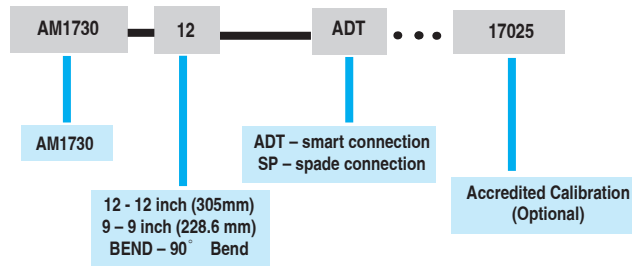 AM1730
12
ADT
17025
AM1730
12 - 12 inch (305mm)
9 – 9 inch (228.6 mm)
BEND – 90° Bend
ADT – smart connection
SP – spade connection
Accredited Calibration
(Optional)